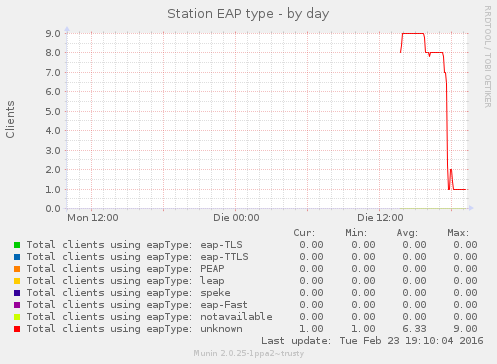 Station EAP type - by day
RRDTOOL / TOBI OETIKER
Clients
9.0
8.0
7.0
6.0
5.0
4.0
3.0
2.0
1.0
0.0
Mon 12:00 Die 00:00 Die 12:00
Cur: Min: Avg: Max:
Total clients using eapType: eap-TLS 0.00 0.00 0.00 0.00
Total clients using eapType: eap-TTLS 0.00 0.00 0.00 0.00
Total clients using eapType: PEAP 0.00 0.00 0.00 0.00
Total clients using eapType: leap 0.00 0.00 0.00 0.00
Total clients using eapType: speke 0.00 0.00 0.00 0.00
Total clients using eapType: eap-Fast 0.00 0.00 0.00 0.00
Total clients using eapType: notavailable 0.00 0.00 0.00 0.00
Total clients using eapType: unknown 1.00 1.00 6.33 9.00
Last update: Tue Feb 23 19:10:04 2016
Munin 2.0.25-1ppa2~trusty